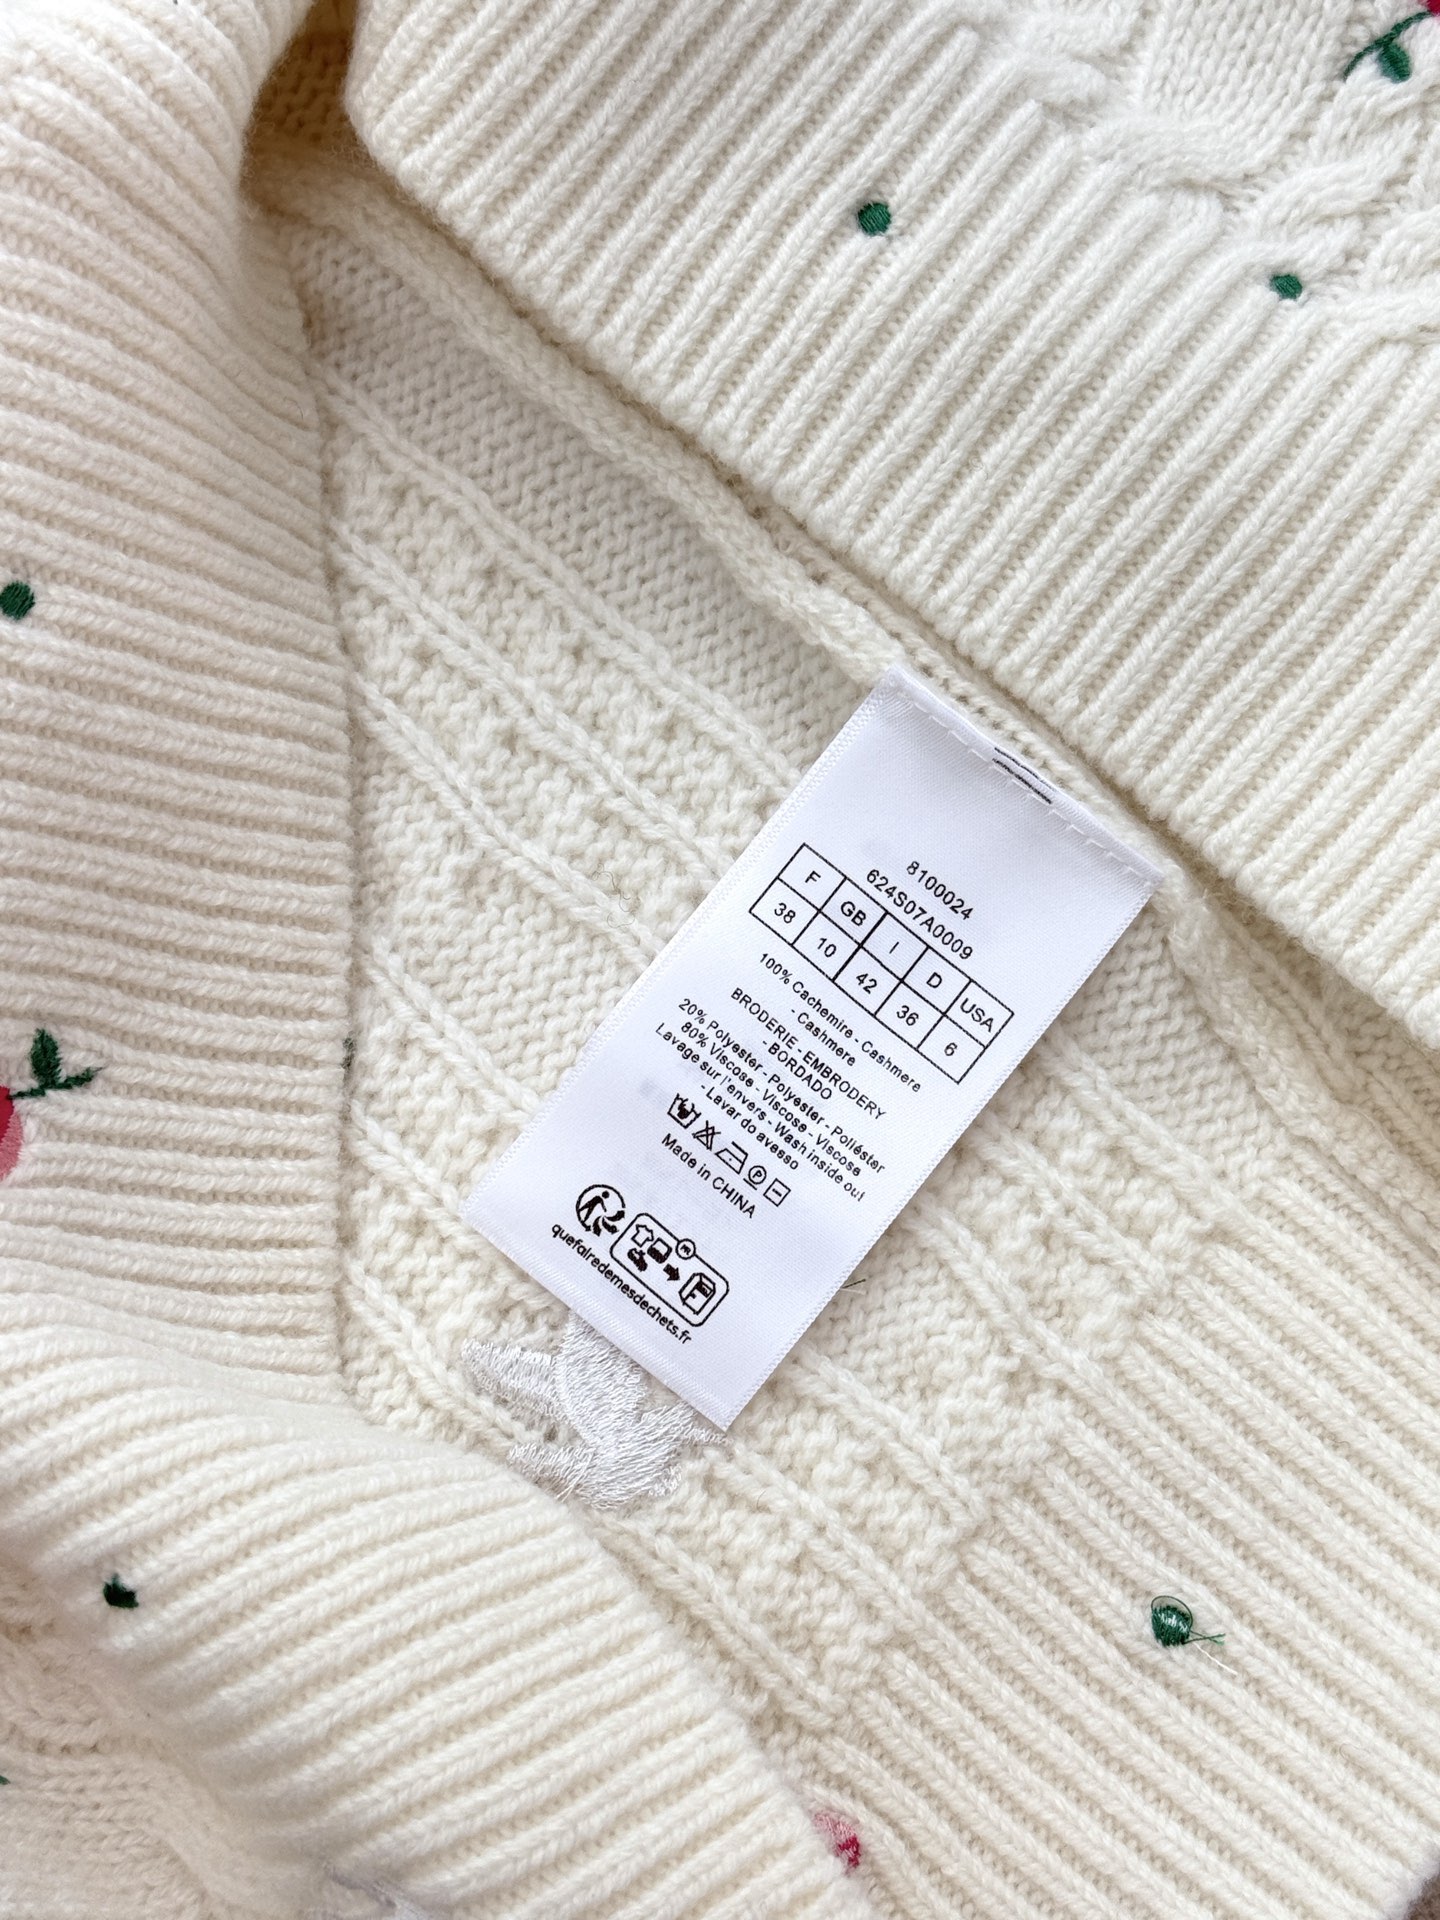 8100024
624S07A0009
F GB I D USA
38 10 42 36 6
100% Cachemire - Cashmere
- Cashmere
BRODERIE - EMBRODERY
- BORDADO
20% Polyester - Polyester - Poliéster
80% Viscose - Viscose - Viscose
Lavage sur l'envers - Wash inside out
- Lavar do avesso
P
Made in CHINA
FR
quefairedemesdechets.fr